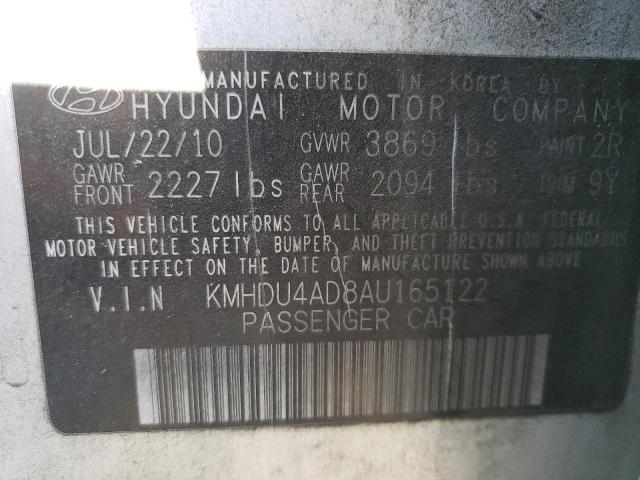 MANUFACTURED IN KOREA BY
HYUNDAI MOTOR COMPANY
JUL/22/10 GVWR 3869 lbs PAINT 2R
GAWR FRONT 2227 lbs GAWR REAR 2094 lbs TRIM 9Y
THIS VEHICLE CONFORMS TO ALL APPLICABLE U.S.A. FEDERAL
MOTOR VEHICLE SAFETY, BUMPER, AND THEFT PREVENTION STANDARDS
IN EFFECT ON THE DATE OF MANUFACTURE SHOWN ABOVE.
V.I.N KMHDU4AD8AU165122
PASSENGER CAR